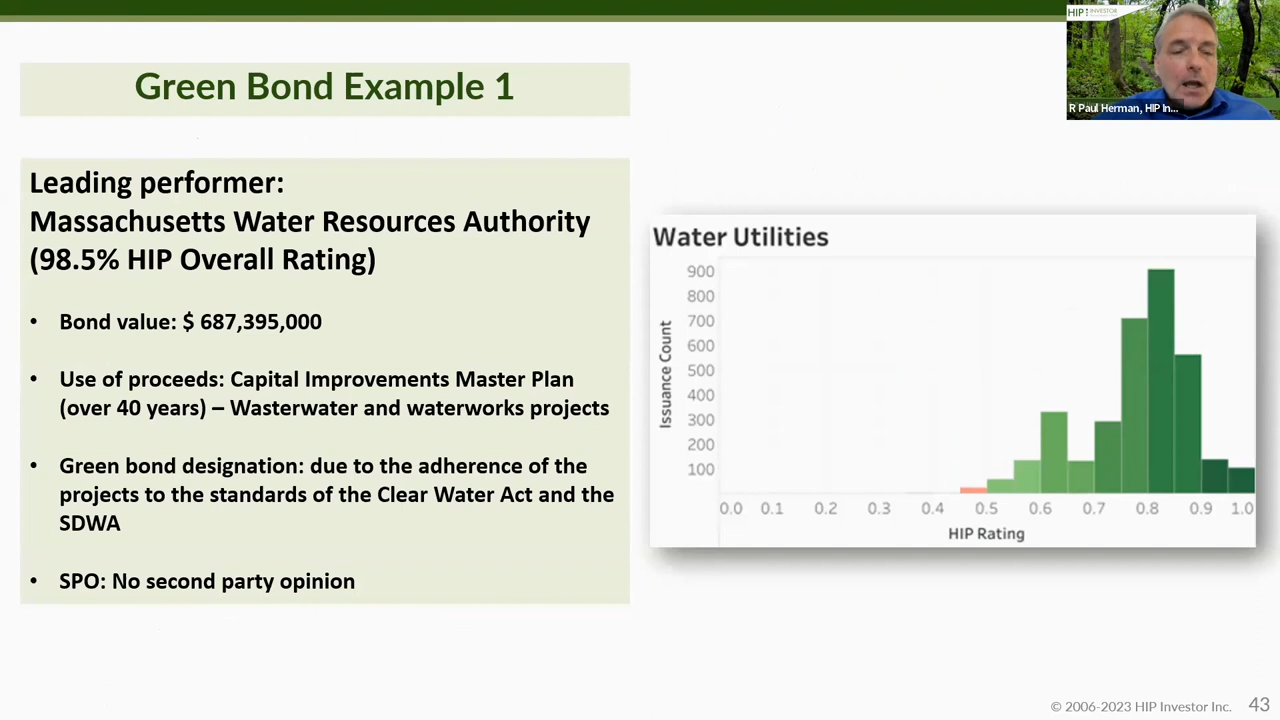 HIP! INVESTOR
R Paul Herman, HIP In...
Green Bond Example 1
Leading performer:
Massachusetts Water Resources Authority
(98.5% HIP Overall Rating)
• Bond value: $ 687,395,000
• Use of proceeds: Capital Improvements Master Plan
(over 40 years) – Wasterwater and waterworks projects
• Green bond designation: due to the adherence of the
projects to the standards of the Clear Water Act and the
SDWA
• SPO: No second party opinion
Water Utilities
Issuance Count
900
800
700
600
500
400
300
200
100
0.0 0.1 0.2 0.3 0.4 0.5 0.6 0.7 0.8 0.9 1.0
HIP Rating
© 2006-2023 HIP Investor Inc. 43